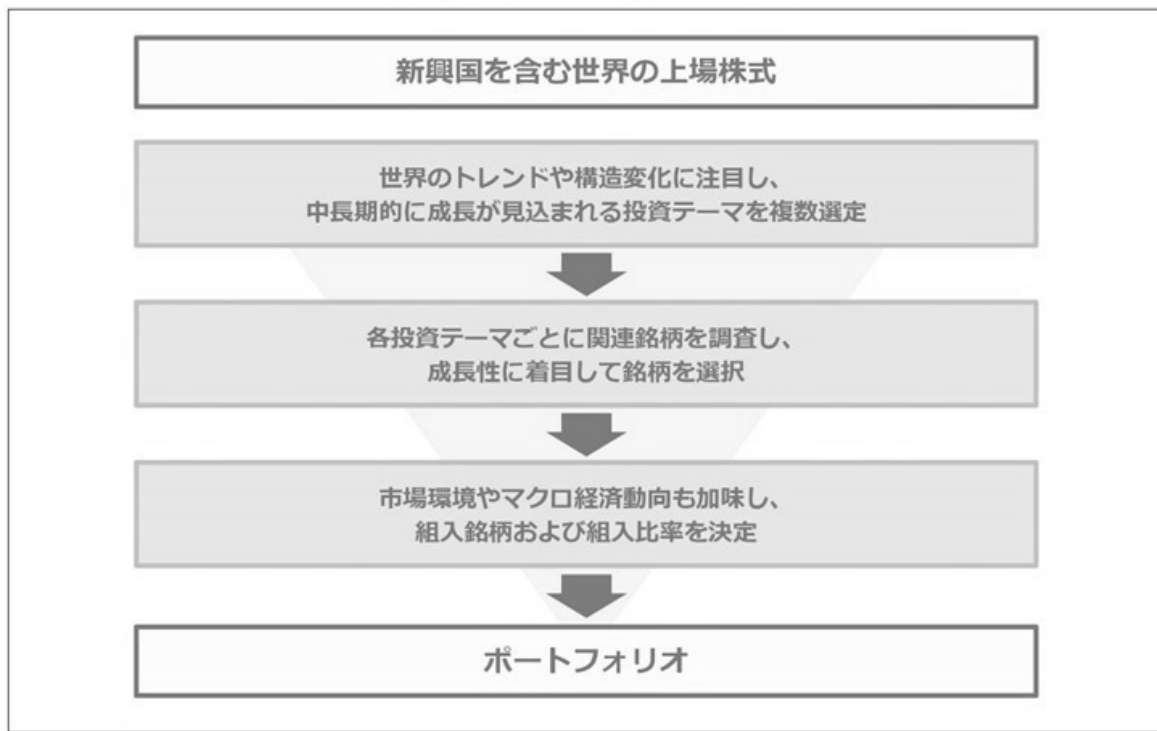 新興国を含む世界の上場株式
世界のトレンドや構造変化に注目し、
中長期的に成長が見込まれる投資テーマを複数選定
各投資テーマごとに関連銘柄を調査し、
成長性に着目して銘柄を選択
市場環境やマクロ経済動向も加味し、
組入銘柄および組入比率を決定
ポートフォリオ